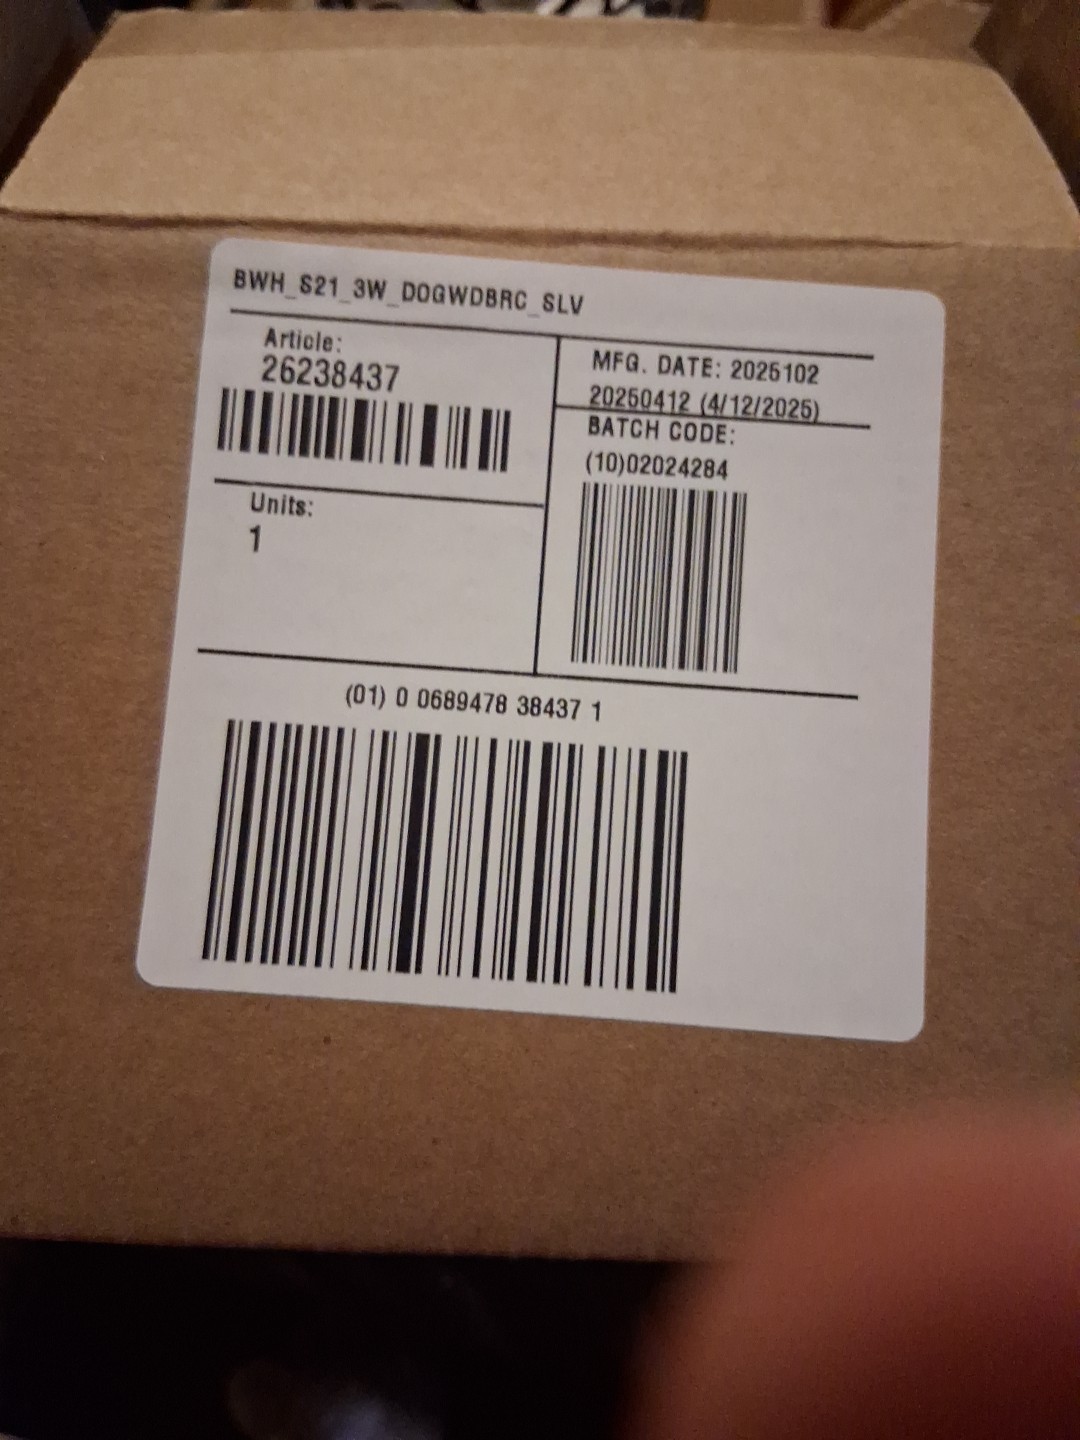 BWH_S21_3W_DOGWDBRC_SLV
Article:
26238437
MFG. DATE: 2025102
20250412 (4/12/2025)
BATCH CODE:
(10)02024284
Units:
1
(01) 0 0689478 38437 1